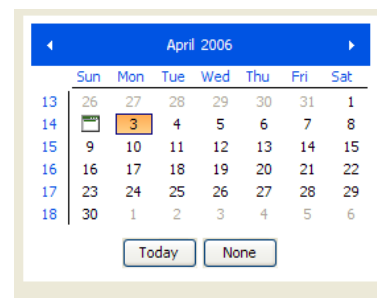 April 2006
Sun Mon Tue Wed Thu Fri Sat
13 26 27 28 29 30 31 1
14 3 4 5 6 7 8
15 9 10 11 12 13 14 15
16 16 17 18 19 20 21 22
17 23 24 25 26 27 28 29
18 30 1 2 3 4 5 6
Today None